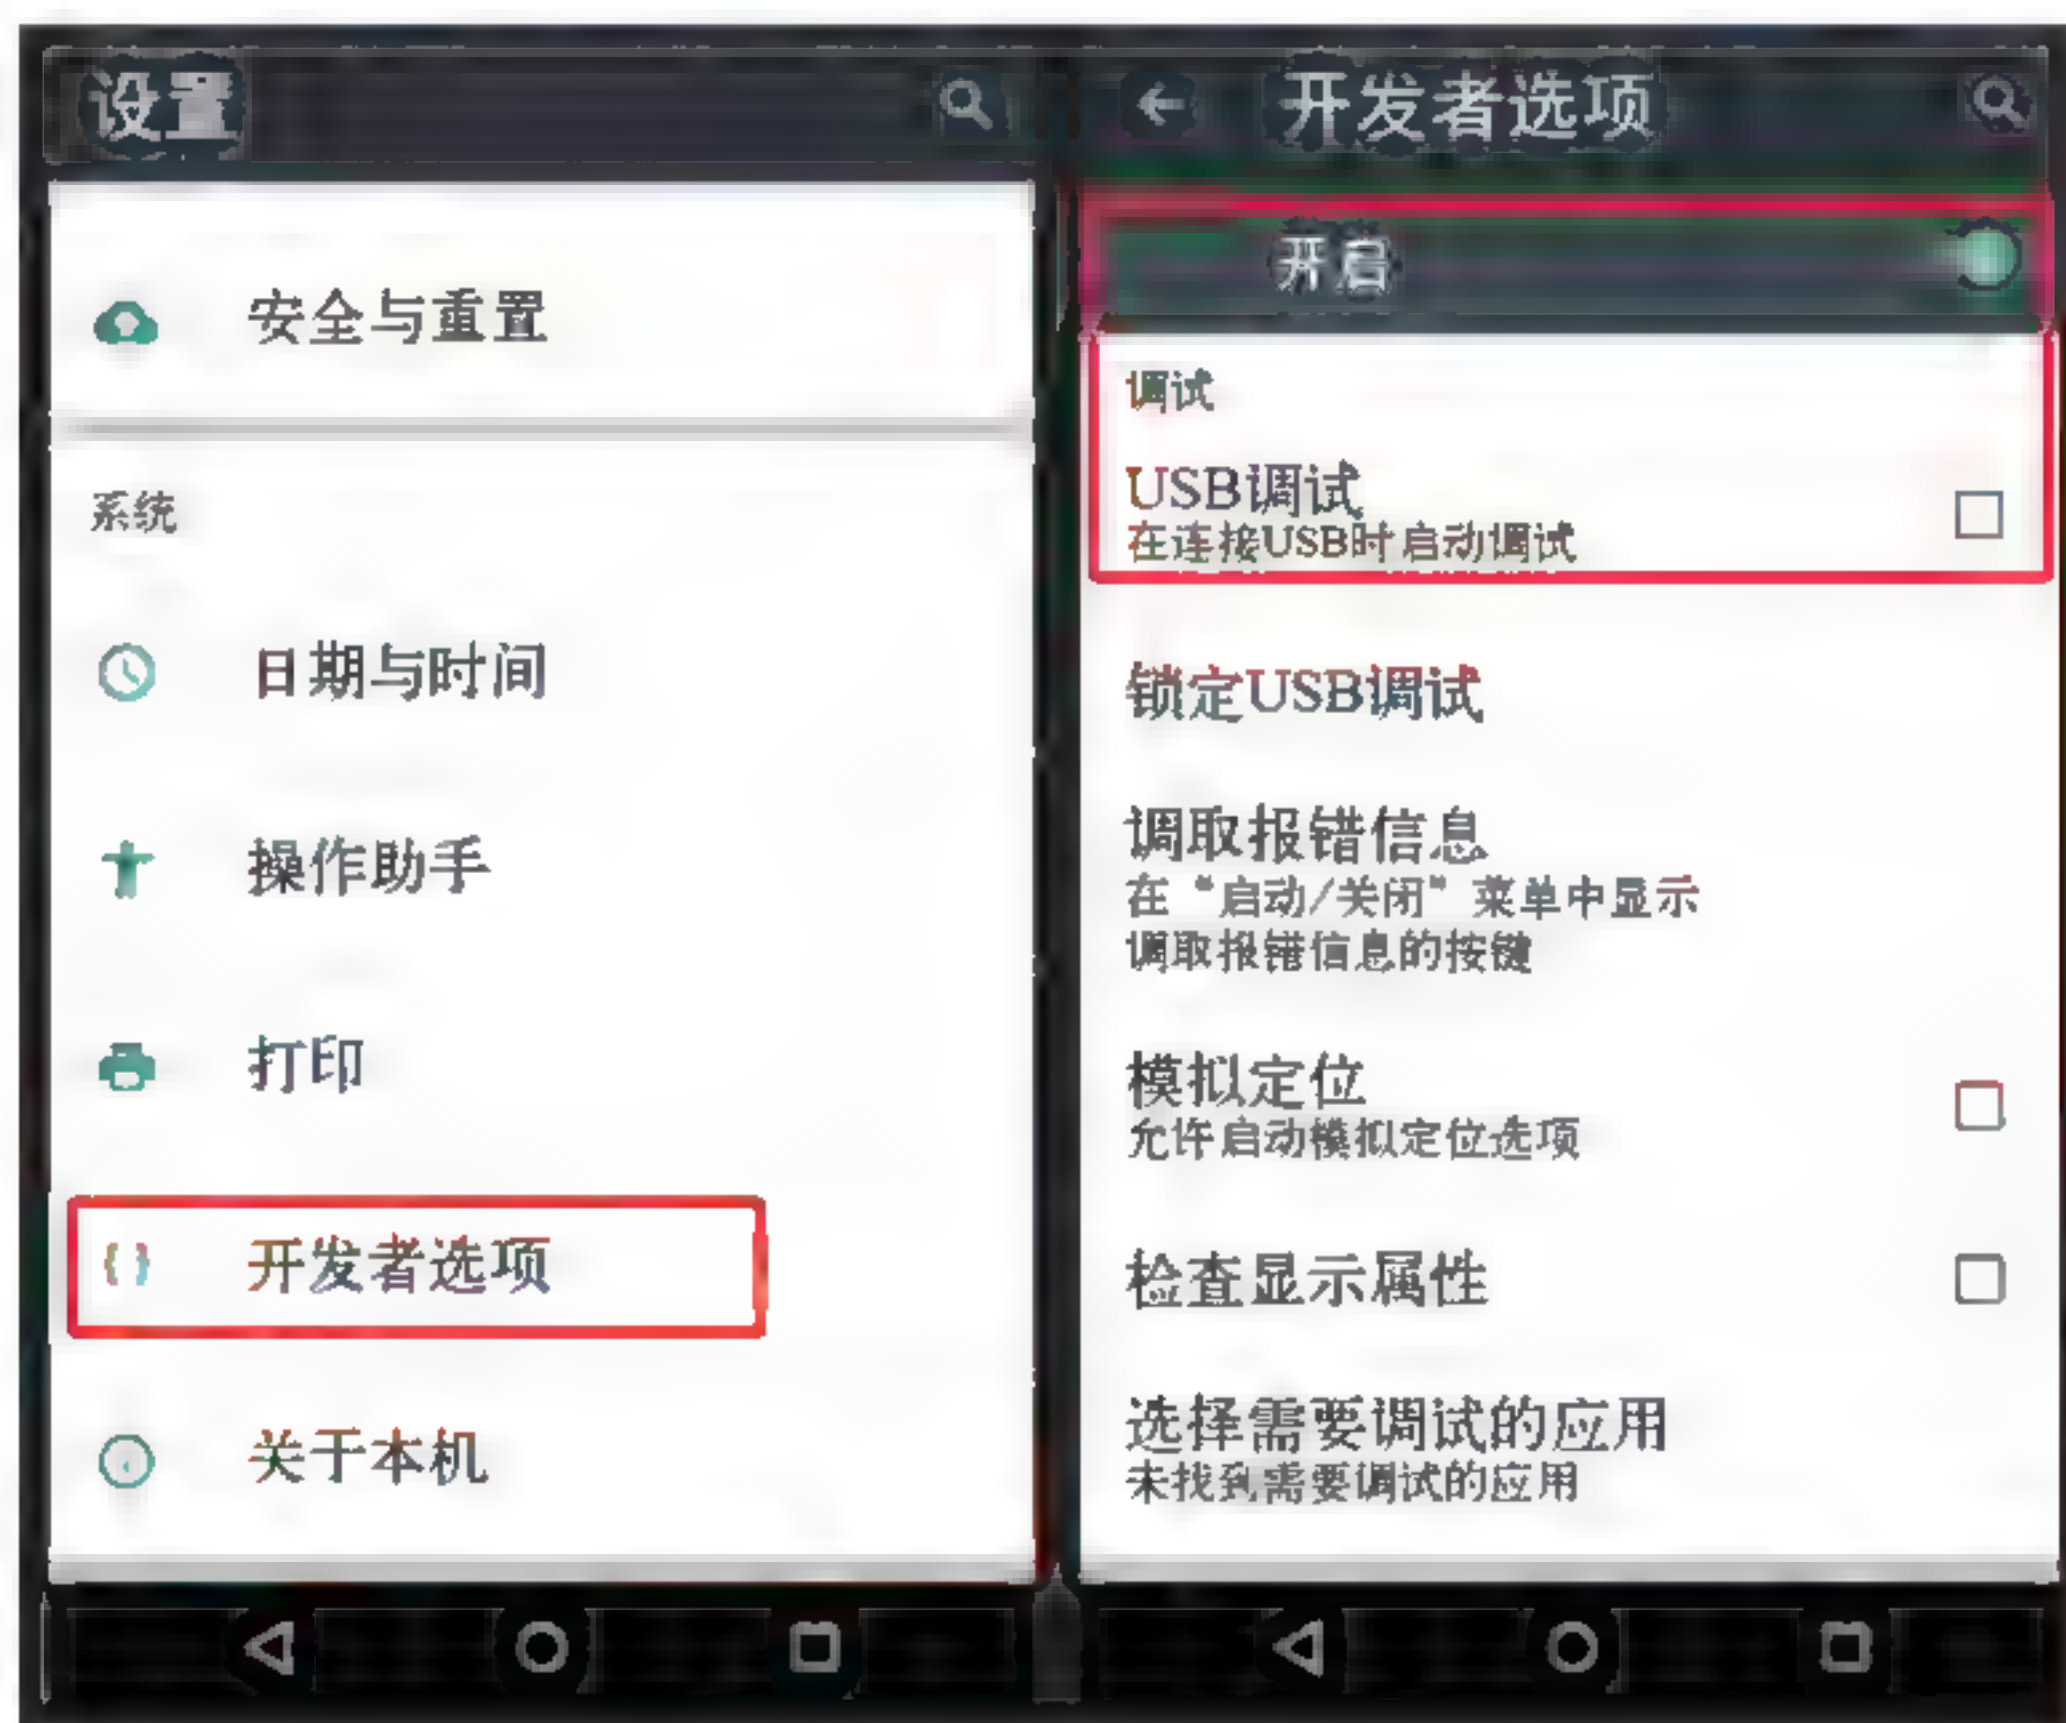 设置
安全与重置
系统
日期与时间
操作助手
打印
开发者选项
关于本机
开发者选项
开启
调试
USB调试
在连接USB时启动调试
锁定USB调试
调取报错信息
在“启动/关闭”菜单中显示
调取报错信息的按键
模拟定位
允许启动模拟定位选项
检查显示属性
选择需要调试的应用
未找到需要调试的应用